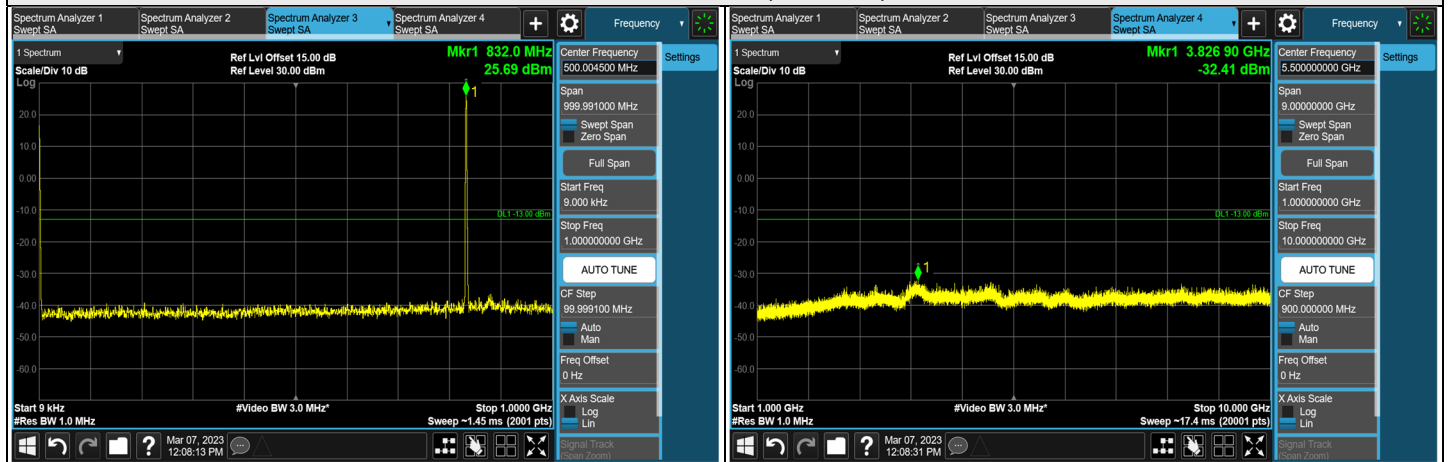 Spectrum Analyzer 1
Swept SA
Spectrum Analyzer 2
Swept SA
Spectrum Analyzer 3
Swept SA
Spectrum Analyzer 4
Swept SA
Frequency
1 Spectrum
Scale/Div 10 dB
Log
Ref Lvl Offset 15.00 dB
Ref Level 30.00 dBm
Mkr1 832.0 MHz
25.69 dBm
1
20.0
10.0
0.00
-10.0
-20.0
-30.0
-40.0
-50.0
-60.0
DL1 -13.00 dBm
Start 9 kHz
#Res BW 1.0 MHz
#Video BW 3.0 MHz*
Stop 1.0000 GHz
Sweep ~1.45 ms (2001 pts)
Mar 07, 2023
12:08:13 PM
Center Frequency
500.004500 MHz
Settings
Span
999.991000 MHz
Swept Span
Zero Span
Full Span
Start Freq
9.000 kHz
Stop Freq
1.000000000 GHz
AUTO TUNE
CF Step
99.999100 MHz
Auto
Man
Freq Offset
0 Hz
X Axis Scale
Log
Lin
Signal Track
(Span Zoom)
Spectrum Analyzer 1
Swept SA
Spectrum Analyzer 2
Swept SA
Spectrum Analyzer 3
Swept SA
Spectrum Analyzer 4
Swept SA
Frequency
1 Spectrum
Scale/Div 10 dB
Log
Ref Lvl Offset 15.00 dB
Ref Level 30.00 dBm
Mkr1 3.826 90 GHz
-32.41 dBm
1
20.0
10.0
0.00
-10.0
-20.0
-30.0
-40.0
-50.0
-60.0
DL1 -13.00 dBm
Start 1.000 GHz
#Res BW 1.0 MHz
#Video BW 3.0 MHz*
Stop 10.000 GHz
Sweep ~17.4 ms (20001 pts)
Mar 07, 2023
12:08:31 PM
Center Frequency
5.500000000 GHz
Settings
Span
9.00000000 GHz
Swept Span
Zero Span
Full Span
Start Freq
1.000000000 GHz
Stop Freq
10.000000000 GHz
AUTO TUNE
CF Step
900.000000 MHz
Auto
Man
Freq Offset
0 Hz
X Axis Scale
Log
Lin
Signal Track
(Span Zoom)